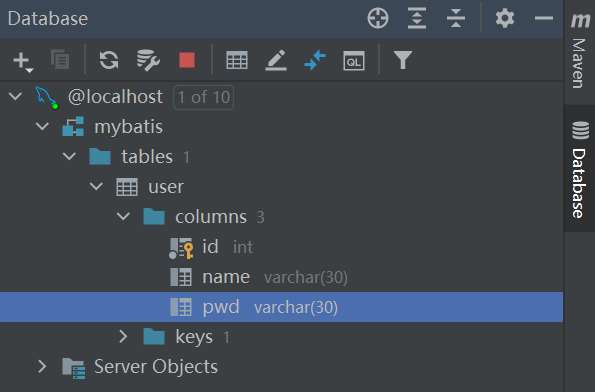 Database
@localhost 1 of 10
mybatis
tables 1
user
columns 3
id int
name varchar(30)
pwd varchar(30)
keys 1
Server Objects
QL
m
Maven
Database